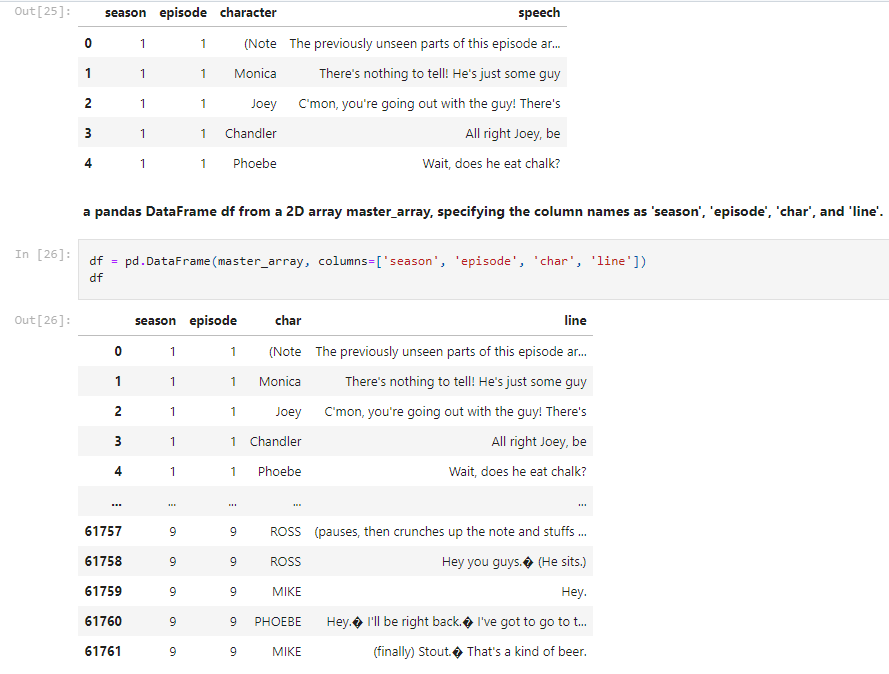 Out[25]:
season episode character speech
0 1 1 (Note The previously unseen parts of this episode ar...
1 1 1 Monica There's nothing to tell! He's just some guy
2 1 1 Joey C'mon, you're going out with the guy! There's
3 1 1 Chandler All right Joey, be
4 1 1 Phoebe Wait, does he eat chalk?
a pandas DataFrame df from a 2D array master_array, specifying the column names as 'season', 'episode', 'char', and 'line'.
In [26]:
df = pd.DataFrame(master_array, columns=['season', 'episode', 'char', 'line'])
df
Out[26]:
season episode char line
0 1 1 (Note The previously unseen parts of this episode ar...
1 1 1 Monica There's nothing to tell! He's just some guy
2 1 1 Joey C'mon, you're going out with the guy! There's
3 1 1 Chandler All right Joey, be
4 1 1 Phoebe Wait, does he eat chalk?
... ... ... ... ...
61757 9 9 ROSS (pauses, then crunches up the note and stuffs ...
61758 9 9 ROSS Hey you guys.� (He sits.)
61759 9 9 MIKE Hey.
61760 9 9 PHOEBE Hey.� I'll be right back.� I've got to go to t...
61761 9 9 MIKE (finally) Stout.� That's a kind of beer.